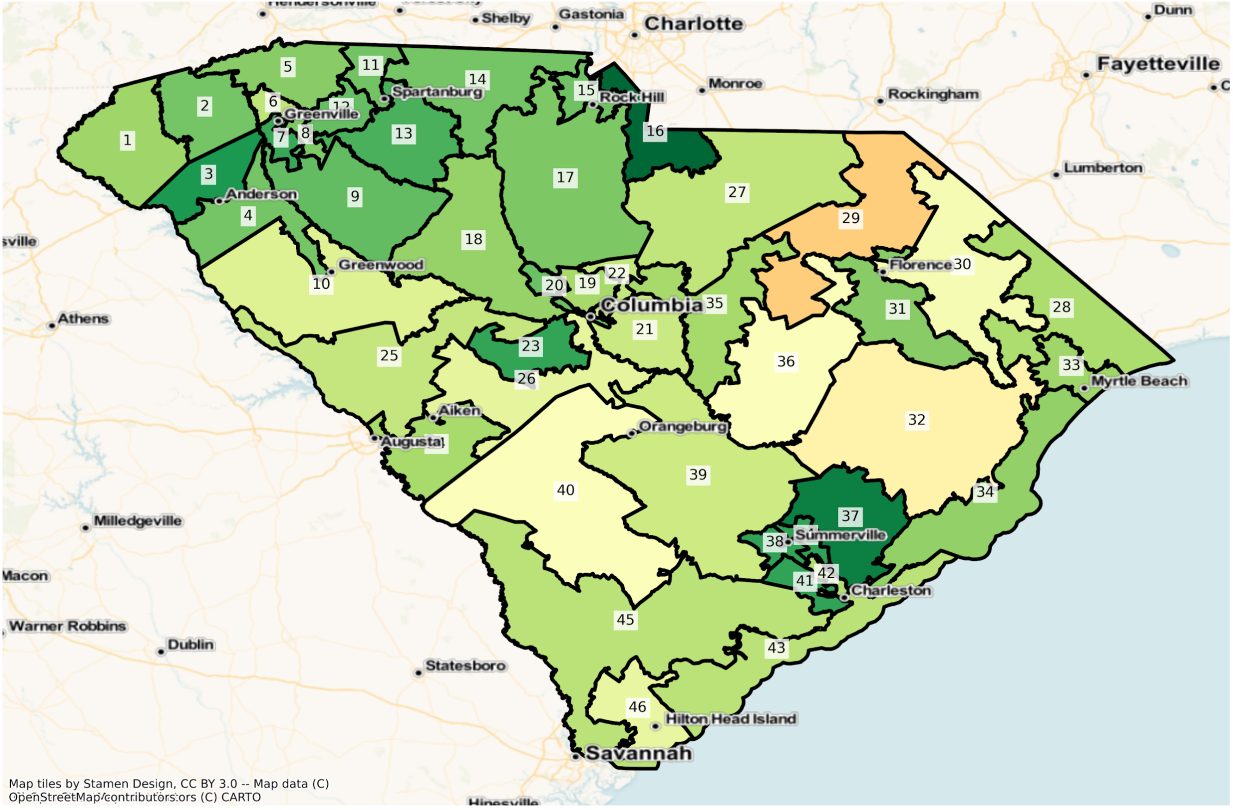 Hendersonville
Shelby
Gastonia
Charlotte
Dunn
Fayetteville
Monroe
Rockingham
Lumberton
5
11
14
Spartanburg
15
Rock Hill
2
6
12
Greenville
1
7
8
13
16
3
Anderson
9
17
27
4
29
18
Greenwood
Florence
30
10
20
19
22
Columbia
35
28
31
Athens
21
23
25
36
33
Myrtle Beach
26
Aiken
Augusta
Orangeburg
32
39
40
34
Milledgeville
37
38
Summerville
Macon
41
42
Charleston
Warner Robbins
45
Dublin
43
Statesboro
46
Hilton Head Island
Savannah
Map tiles by Stamen Design, CC BY 3.0 -- Map data (C)
OpenStreetMap contributors
(C) CARTO
Hinesville